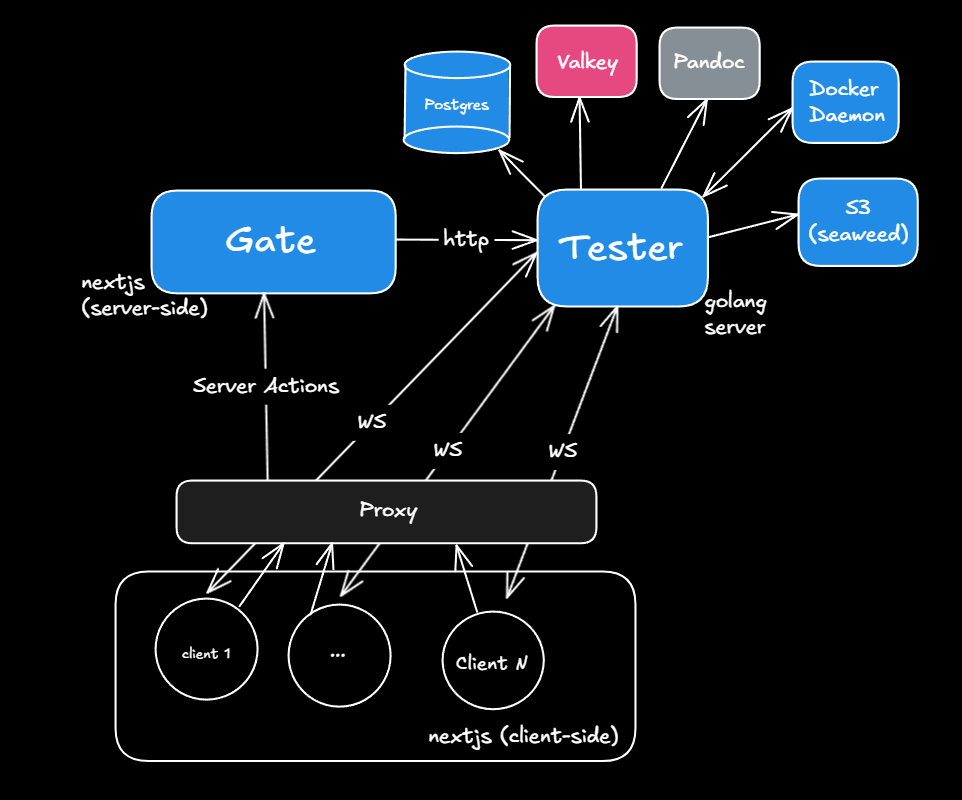 Valkey
Pandoc
Docker
Daemon
Postgres
S3
(seaweed)
Gate
http
Tester
nextjs
(server-side)
golang
server
Server Actions
WS
WS
WS
Proxy
client 1
...
Client N
nextjs (client-side)